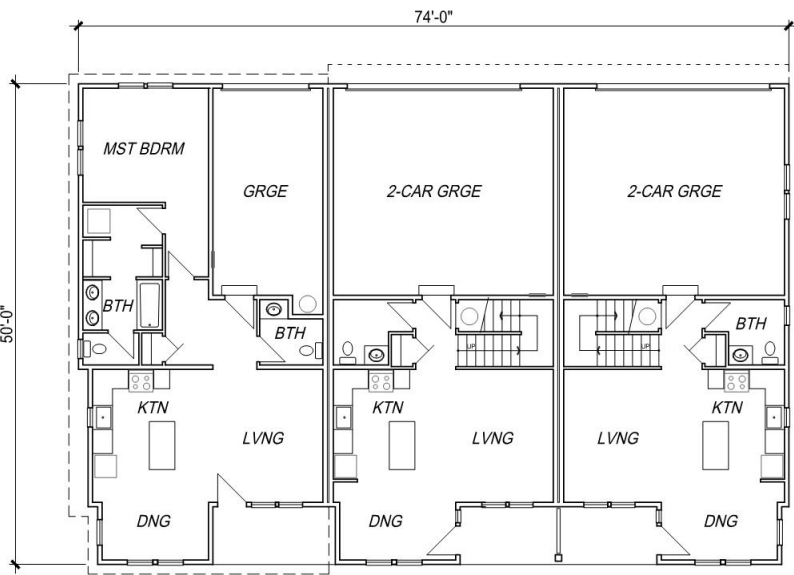 74'-0"
50'-0"
MST BDRM
GRGE
2-CAR GRGE
2-CAR GRGE
BTH
BTH
BTH
UP
UP
KTN
LVNG
KTN
LVNG
LVNG
KTN
DNG
DNG
DNG